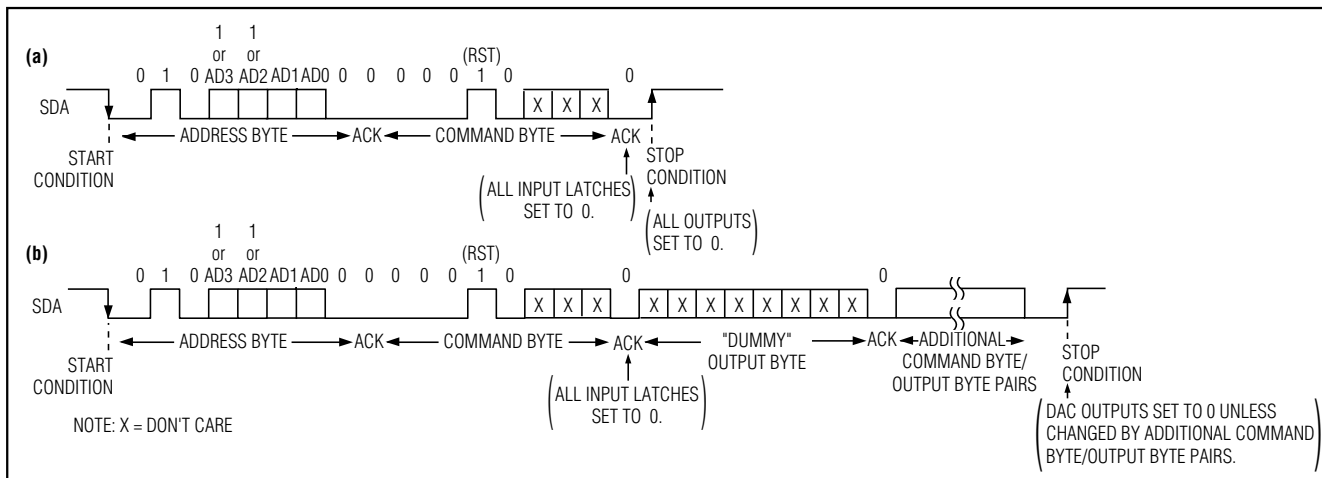 (a)
1 1
or or
0 1 0 AD3 AD2 AD1 AD0 0 0 0 0 0 (RST) 1 0 0
SDA X X X
ADDRESS BYTE ACK COMMAND BYTE ACK
START CONDITION
STOP CONDITION
(ALL INPUT LATCHES SET TO 0.)
(ALL OUTPUTS SET TO 0.)
(b)
1 1
or or
0 1 0 AD3 AD2 AD1 AD0 0 0 0 0 0 (RST) 1 0 0 0
SDA X X X X X X X X X X X
ADDRESS BYTE ACK COMMAND BYTE ACK "DUMMY" OUTPUT BYTE ACK ADDITIONAL COMMAND BYTE/ OUTPUT BYTE PAIRS
START CONDITION
STOP CONDITION
(ALL INPUT LATCHES SET TO 0.)
NOTE: X = DON'T CARE
(DAC OUTPUTS SET TO 0 UNLESS
CHANGED BY ADDITIONAL COMMAND
BYTE/OUTPUT BYTE PAIRS.)